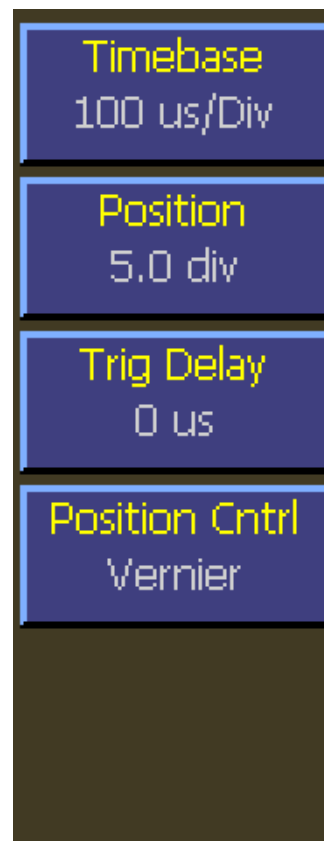 Timebase
100 us/Div
Position
5.0 div
Trig Delay
0 us
Position Cntrl
Vernier